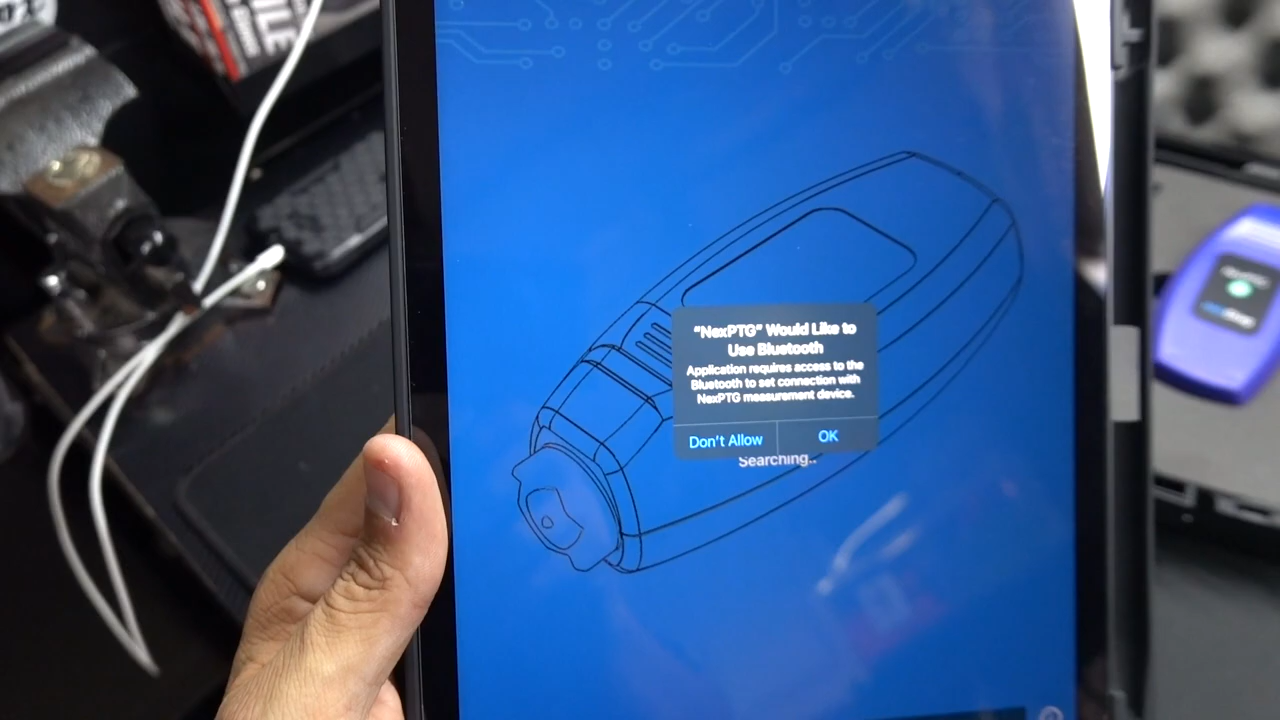 "NexPTG" Would Like to
Use Bluetooth
Application requires access to the
Bluetooth to set connection with
NexPTG measurement device.
Don't Allow
OK
Searching..